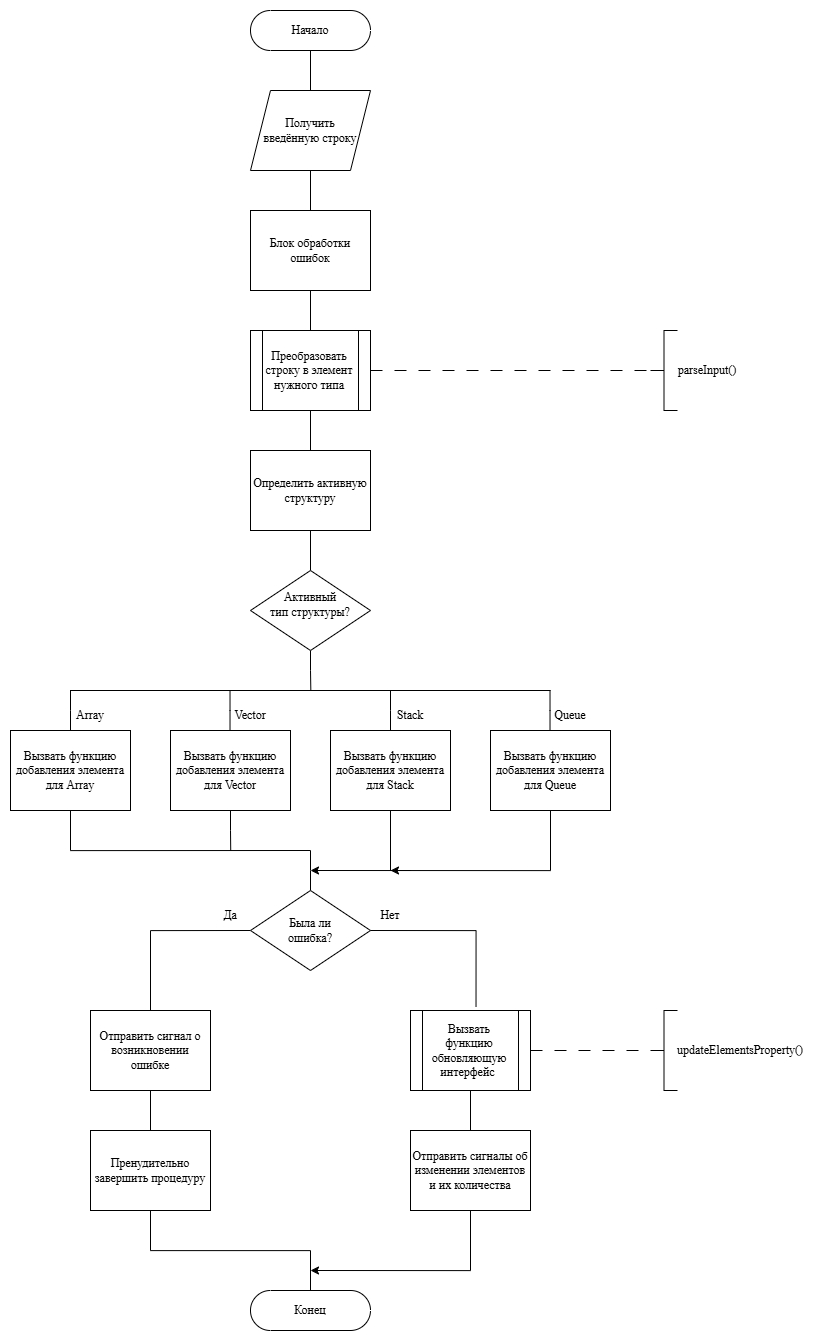 Начало
Получить
введённую строку
Блок обработки
ошибок
Преобразовать
строку в элемент
нужного типа
parseInput()
Определить активную
структуру
Активный
тип структуры?
Array
Vector
Stack
Queue
Вызвать функцию
добавления элемента
для Array
Вызвать функцию
добавления элемента
для Vector
Вызвать функцию
добавления элемента
для Stack
Вызвать функцию
добавления элемента
для Queue
Да
Была ли
ошибка?
Нет
Отправить сигнал о
возникновении
ошибке
Вызвать
функцию
обновляющую
интерфейс
updateElementsProperty()
Пренудительно
завершить процедуру
Отправить сигналы об
изменении элементов
и их количества
Конец